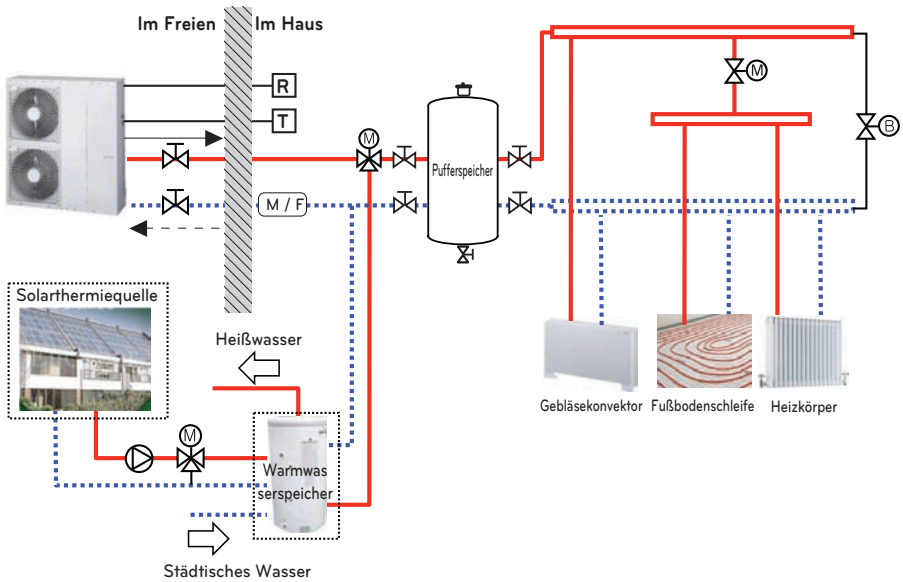 Im Freien
Im Haus
R
T
M
M
B
Pufferspeicher
M / F
Solarthermiequelle
Heißwasser
M
Warmwas
serspeicher
Gebläsekonvektor
Fußbodenschleife
Heizkörper
Städtisches Wasser